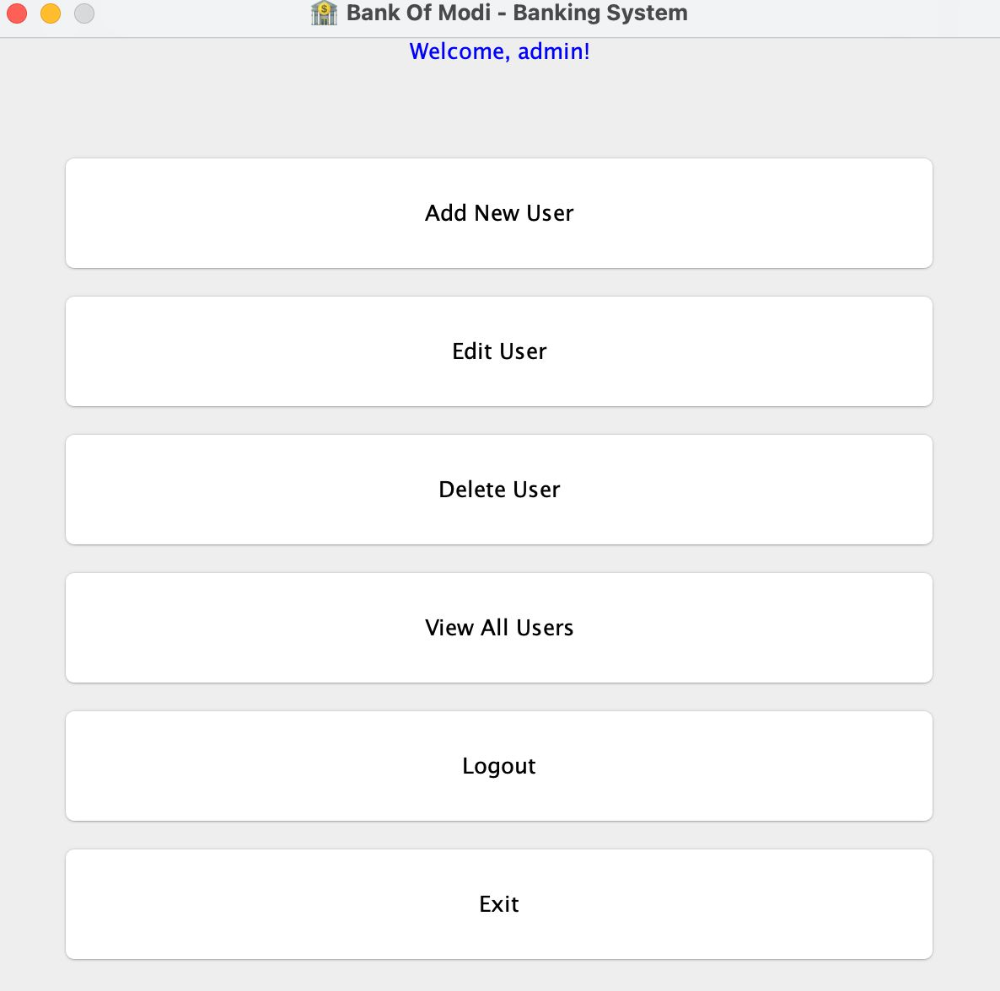 Bank Of Modi - Banking System
Welcome, admin!
Add New User
Edit User
Delete User
View All Users
Logout
Exit